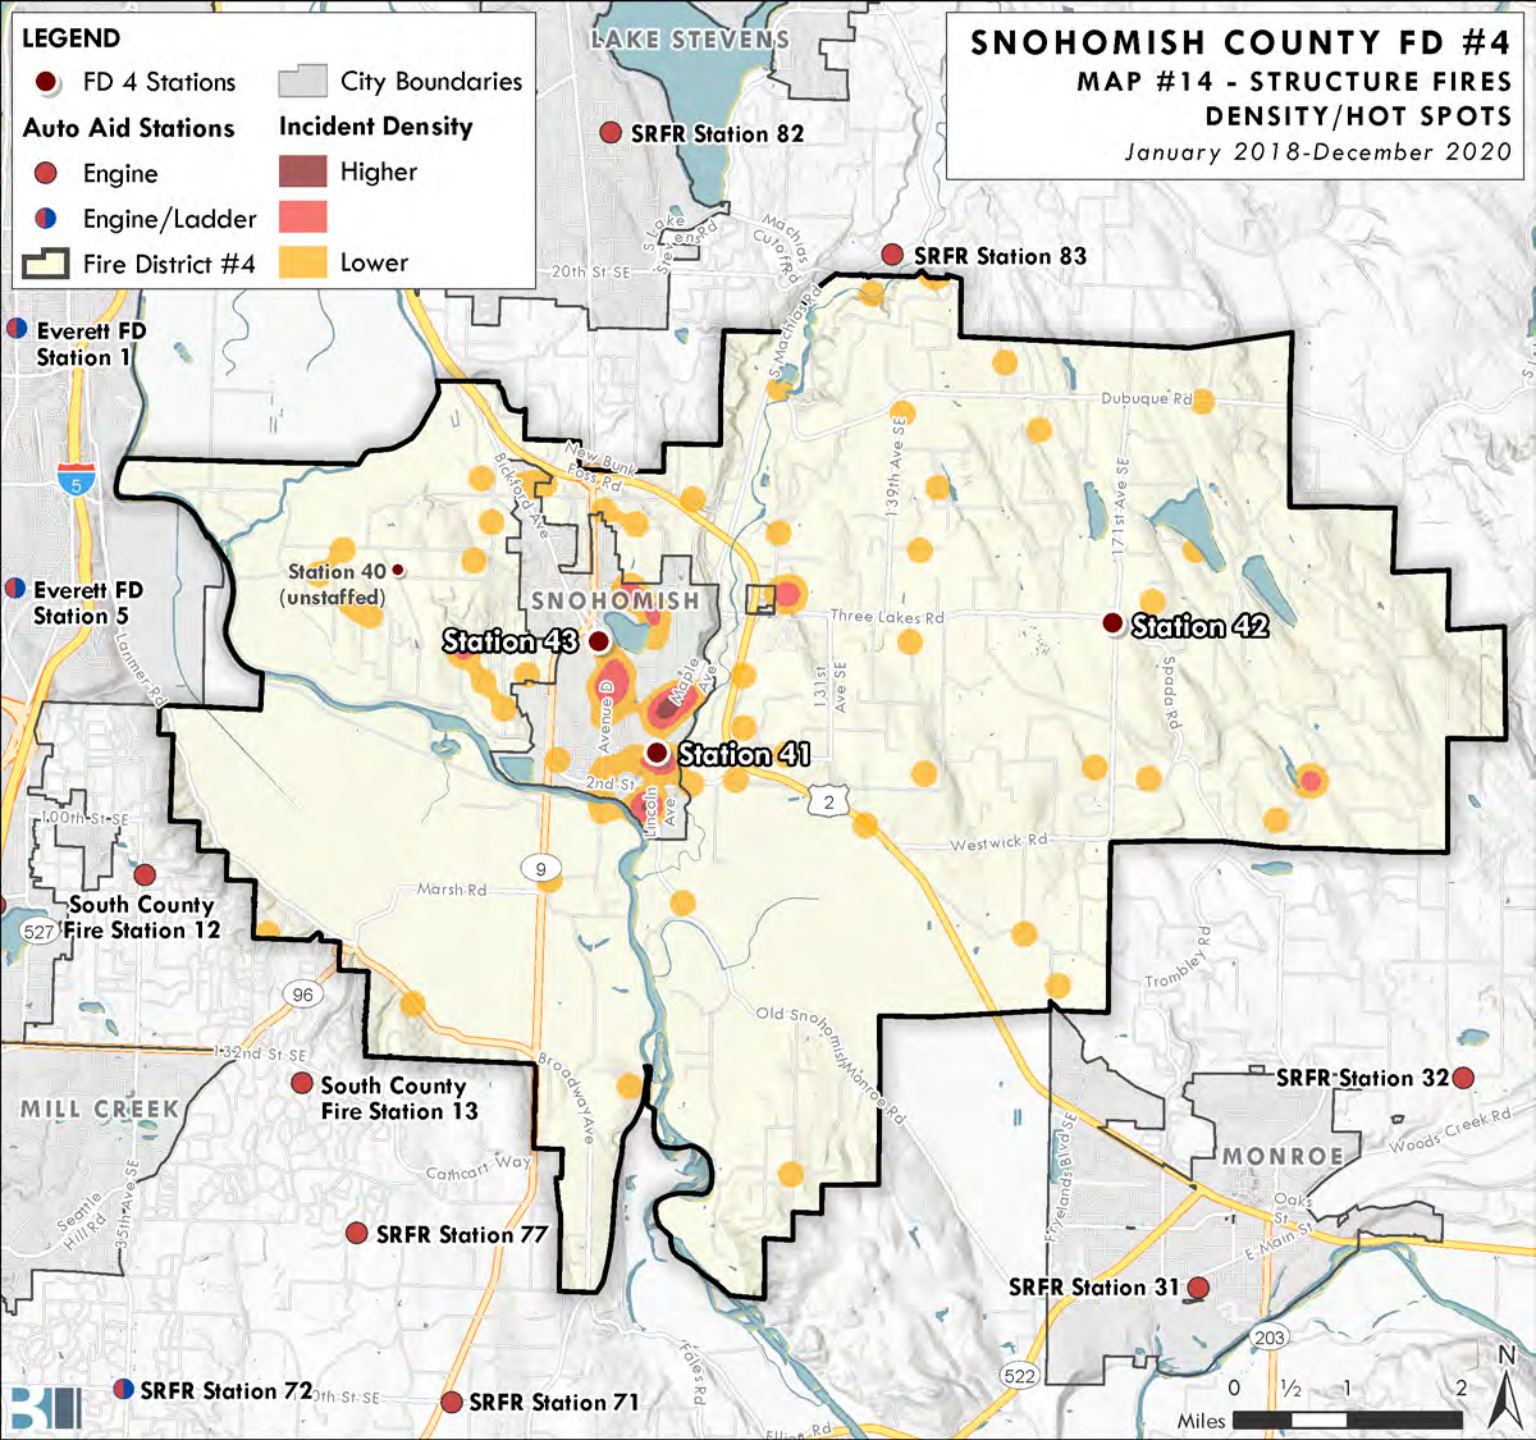 LEGEND
FD 4 Stations
City Boundaries
Auto Aid Stations
Incident Density
Engine
Higher
Engine/Ladder
Fire District #4
Lower
SNOHOMISH COUNTY FD #4
MAP #14 - STRUCTURE FIRES
DENSITY/HOT SPOTS
January 2018-December 2020
LAKE STEVENS
SRFR Station 82
S Lake
Stevens Rd
Machias
Cutoff Rd
SRFR Station 83
20th St SE
S Machias Rd
Everett FD
Station 1
5
Dubuque Rd
New Bunk
Foss Rd
Bickford Ave
139th Ave SE
171st Ave SE
Station 40
(unstaffed)
Everett FD
Station 5
SNOHOMISH
Three Lakes Rd
Station 43
Station 42
Larimer Rd
Maple
Ave
131st
Ave SE
Spada Rd
Avenue D
Station 41
2nd St
Lincoln
Ave
2
100th St SE
Westwick Rd
9
Marsh Rd
South County
Fire Station 12
527
Trombley Rd
96
Old Snohomish Monroe Rd
132nd St SE
Broadway Ave
South County
Fire Station 13
SRFR Station 32
MILL CREEK
Fryelands Blvd SE
Woods Creek Rd
MONROE
Cathcart Way
35th Ave SE
Seattle
Hill Rd
Oaks
St
E Main St
SRFR Station 77
SRFR Station 31
203
522
Fales Rd
SRFR Station 72
0th St SE
SRFR Station 71
N
0
½
1
2
Miles